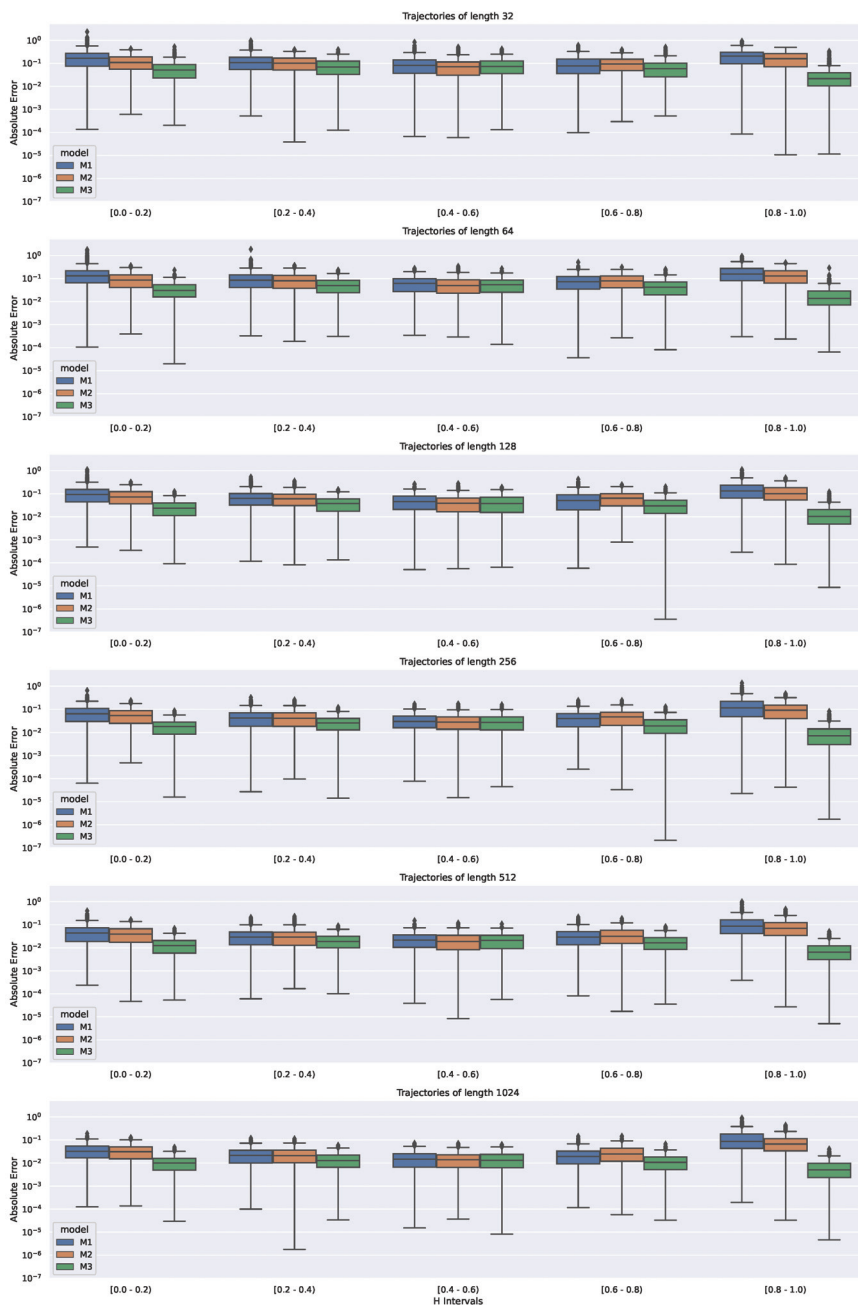 Trajectories of length 32
Absolute Error
10⁰
10⁻¹
10⁻²
10⁻³
10⁻⁴
10⁻⁵
10⁻⁶
10⁻⁷
model
M1
M2
M3
[0.0 - 0.2)
[0.2 - 0.4)
[0.4 - 0.6)
[0.6 - 0.8)
[0.8 - 1.0)
Trajectories of length 64
Absolute Error
10⁰
10⁻¹
10⁻²
10⁻³
10⁻⁴
10⁻⁵
10⁻⁶
10⁻⁷
model
M1
M2
M3
[0.0 - 0.2)
[0.2 - 0.4)
[0.4 - 0.6)
[0.6 - 0.8)
[0.8 - 1.0)
Trajectories of length 128
Absolute Error
10⁰
10⁻¹
10⁻²
10⁻³
10⁻⁴
10⁻⁵
10⁻⁶
10⁻⁷
model
M1
M2
M3
[0.0 - 0.2)
[0.2 - 0.4)
[0.4 - 0.6)
[0.6 - 0.8)
[0.8 - 1.0)
Trajectories of length 256
Absolute Error
10⁰
10⁻¹
10⁻²
10⁻³
10⁻⁴
10⁻⁵
10⁻⁶
10⁻⁷
model
M1
M2
M3
[0.0 - 0.2)
[0.2 - 0.4)
[0.4 - 0.6)
[0.6 - 0.8)
[0.8 - 1.0)
Trajectories of length 512
Absolute Error
10⁰
10⁻¹
10⁻²
10⁻³
10⁻⁴
10⁻⁵
10⁻⁶
10⁻⁷
model
M1
M2
M3
[0.0 - 0.2)
[0.2 - 0.4)
[0.4 - 0.6)
[0.6 - 0.8)
[0.8 - 1.0)
Trajectories of length 1024
Absolute Error
10⁰
10⁻¹
10⁻²
10⁻³
10⁻⁴
10⁻⁵
10⁻⁶
10⁻⁷
model
M1
M2
M3
[0.0 - 0.2)
[0.2 - 0.4)
[0.4 - 0.6)
[0.6 - 0.8)
[0.8 - 1.0)
H Intervals